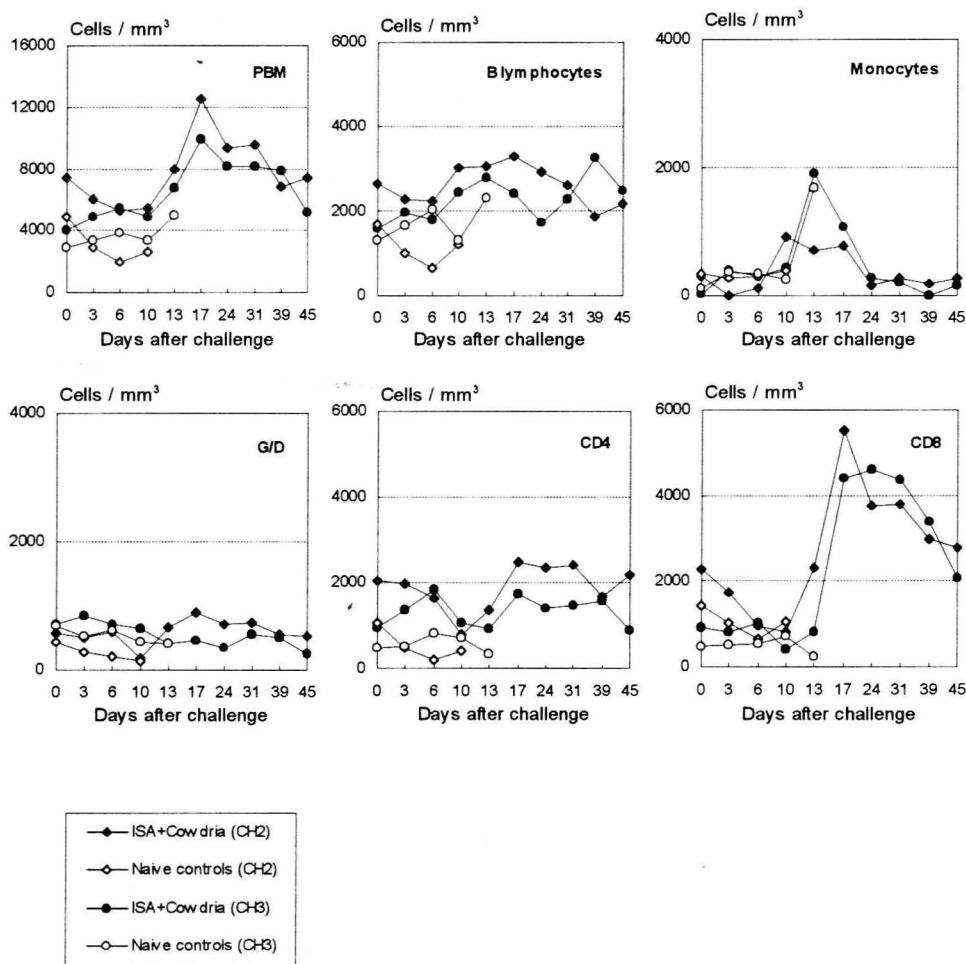 Cells / mm³
16000
12000
8000
4000
0
PBM
0 3 6 10 13 17 24 31 39 45
Days after challenge
Cells / mm³
6000
4000
2000
0
B lymphocytes
0 3 6 10 13 17 24 31 39 45
Days after challenge
4000
2000
0
Monocytes
0 3 6 10 13 17 24 31 39 45
Days after challenge
Cells / mm³
4000
2000
0
G/D
0 3 6 10 13 17 24 31 39 45
Days after challenge
Cells / mm³
6000
4000
2000
0
CD4
0 3 6 10 13 17 24 31 39 45
Days after challenge
Cells / mm³
6000
4000
2000
0
CD8
0 3 6 10 13 17 24 31 39 45
Days after challenge
ISA+Cowdria (CH2)
Naive controls (CH2)
ISA+Cowdria (CH3)
Naive controls (CH3)